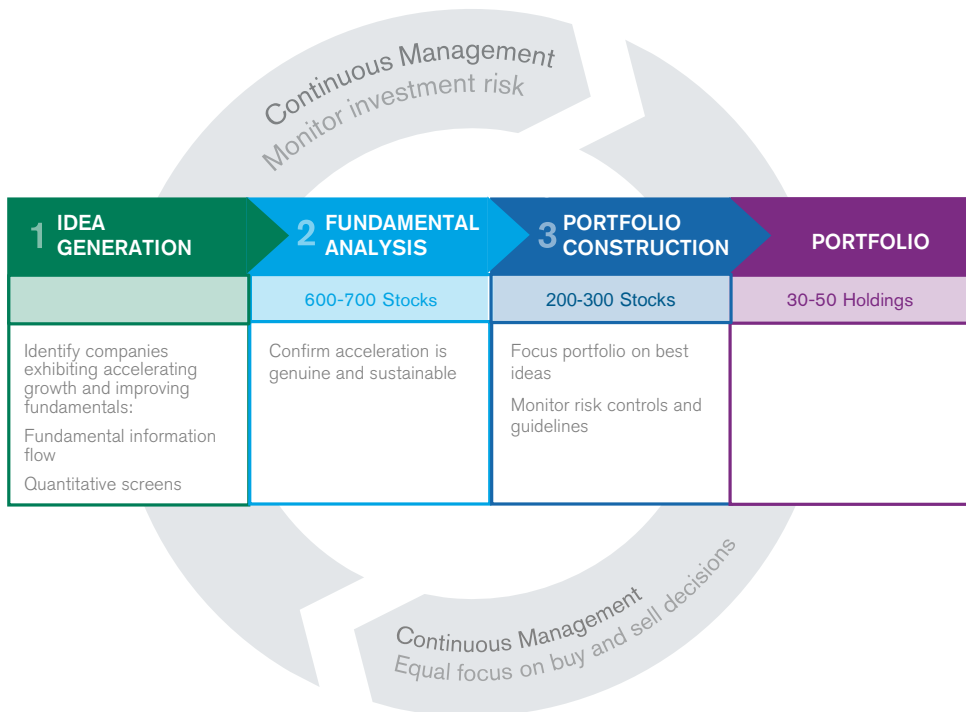 Continuous Management
Monitor investment risk
1 IDEA
GENERATION
2 FUNDAMENTAL
ANALYSIS
3 PORTFOLIO
CONSTRUCTION
PORTFOLIO
600-700 Stocks
200-300 Stocks
30-50 Holdings
Identify companies
exhibiting accelerating
growth and improving
fundamentals:
Fundamental information
flow
Quantitative screens
Confirm acceleration is
genuine and sustainable
Focus portfolio on best
ideas
Monitor risk controls and
guidelines
Continuous Management
Equal focus on buy and sell decisions